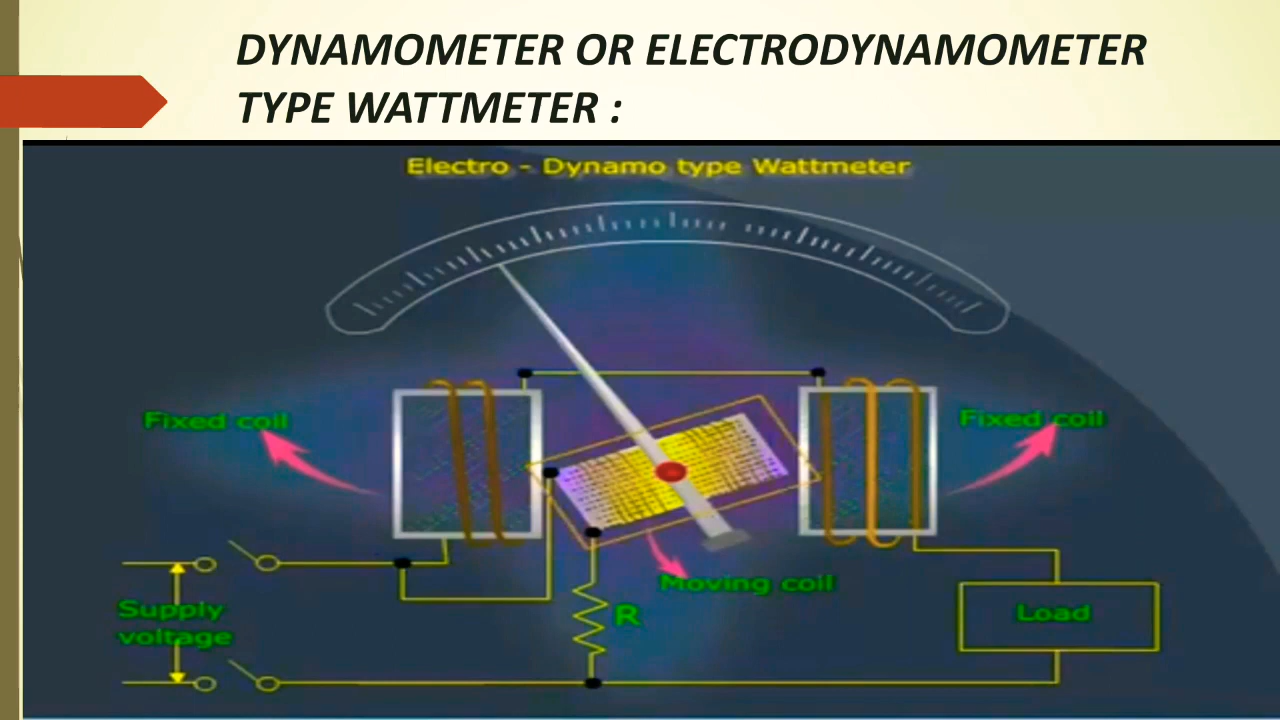 DYNAMOMETER OR ELECTRODYNAMOMETER
TYPE WATTMETER :
Electro - Dynamo type Wattmeter
Fixed coil
Fixed coil
Moving coil
Supply
voltage
R
Load